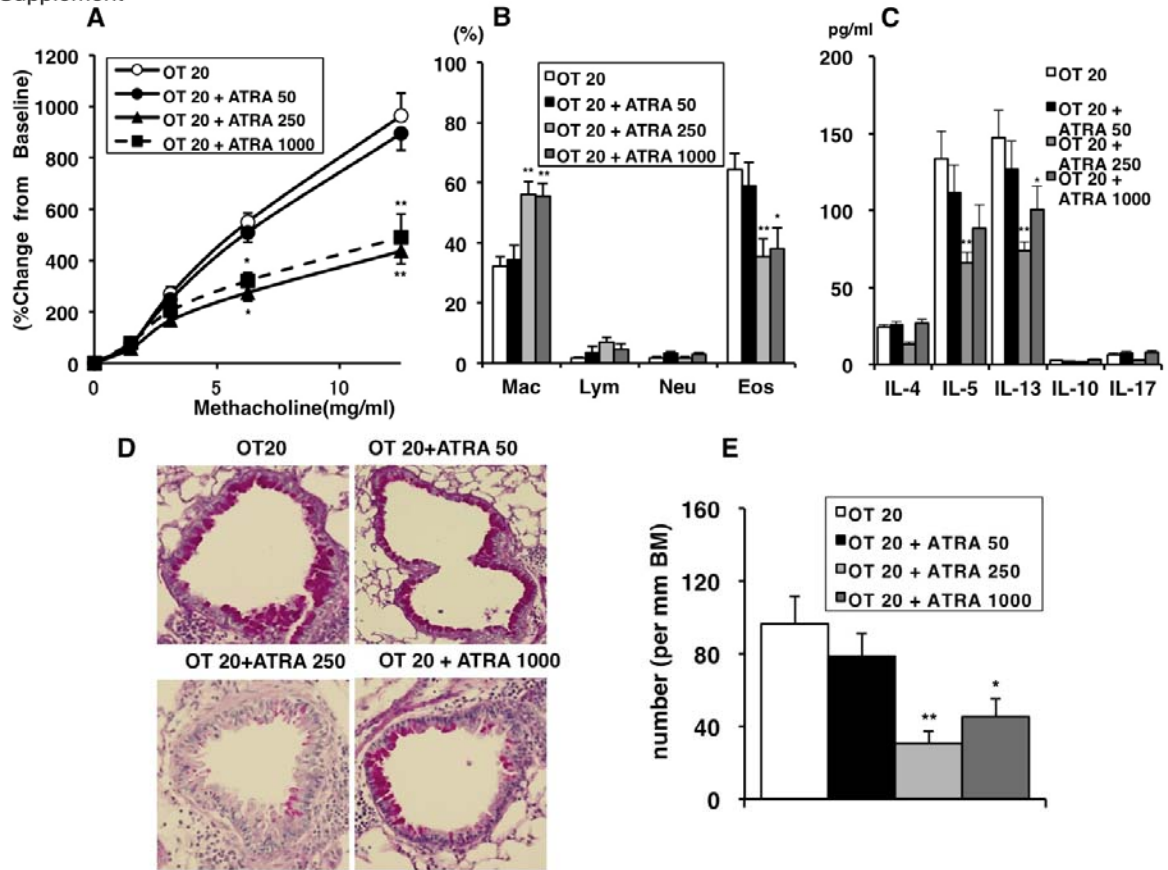 Supplement
A
(%Change from Baseline)
1200
1000
800
600
400
200
0
OT 20
OT 20 + ATRA 50
OT 20 + ATRA 250
OT 20 + ATRA 1000
*
*
**
**
0
5
10
Methacholine(mg/ml)
B
(%)
100
80
60
40
20
0
OT 20
OT 20 + ATRA 50
OT 20 + ATRA 250
OT 20 + ATRA 1000
** **
**
*
Mac Lym Neu Eos
C
pg/ml
200
150
100
50
0
OT 20
OT 20 +
ATRA 50
OT 20 +
ATRA 250
OT 20 +
ATRA 1000
**
**
*
IL-4 IL-5 IL-13 IL-10 IL-17
D
OT20
OT 20+ATRA 50
OT 20+ATRA 250
OT 20 + ATRA 1000
E
number (per mm BM)
160
120
80
40
0
OT 20
OT 20 + ATRA 50
OT 20 + ATRA 250
OT 20 + ATRA 1000
**
*